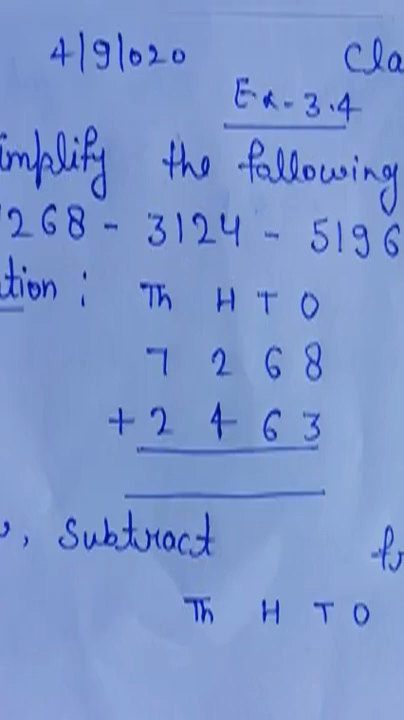 4/9/020 Cla
Ex-3.4
implify the following
268 - 3124 - 5196
tion : Th H T O
7 2 6 8
+ 2 4 6 3
, Subtract
Th H T O